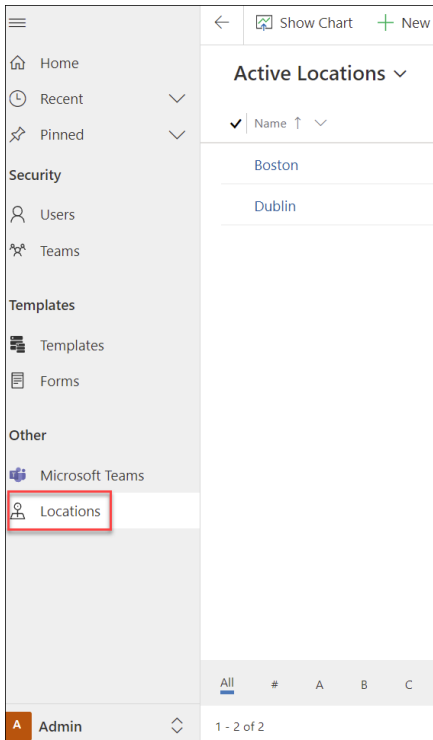 Show Chart
New
Home
Active Locations
Recent
Name
Pinned
Boston
Security
Dublin
Users
Teams
Templates
Templates
Forms
Other
Microsoft Teams
Locations
All # A B C
A Admin
1 - 2 of 2